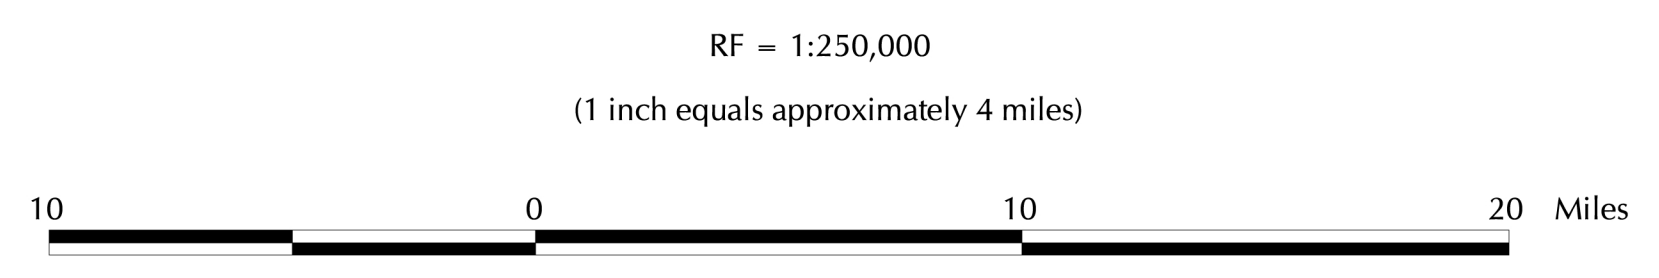 RF = 1:250,000
(1 inch equals approximately 4 miles)
10 0 10 20 Miles